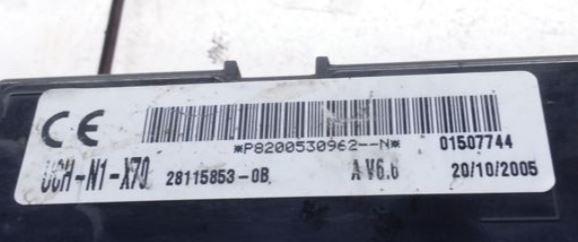 CE
*P8200530962--N* 01507744
UCH-N1-X70 28115853-0B A V6.6 20/10/2005